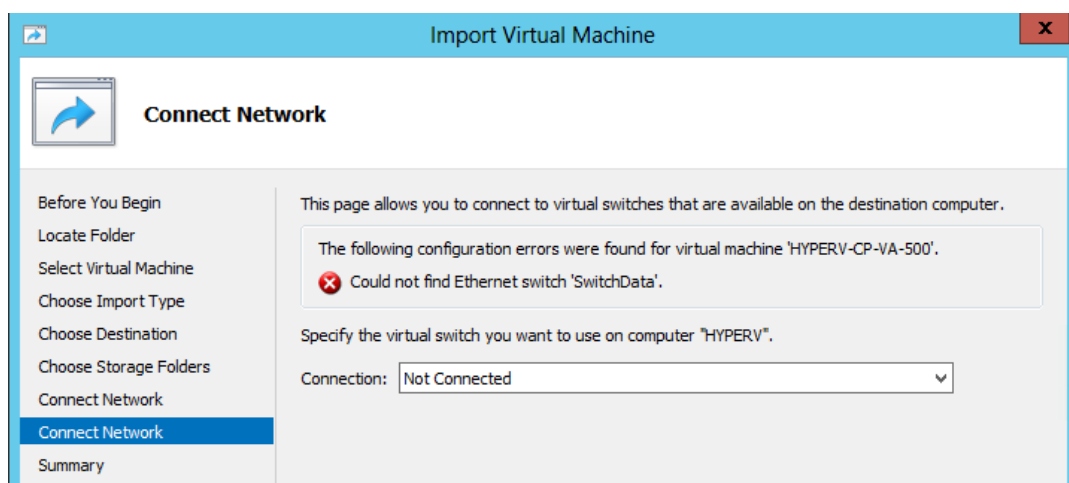 Import Virtual Machine
x
Connect Network
Before You Begin
Locate Folder
Select Virtual Machine
Choose Import Type
Choose Destination
Choose Storage Folders
Connect Network
Connect Network
Summary
This page allows you to connect to virtual switches that are available on the destination computer.
The following configuration errors were found for virtual machine 'HYPERV-CP-VA-500'.
Could not find Ethernet switch 'SwitchData'.
Specify the virtual switch you want to use on computer "HYPERV".
Connection: Not Connected